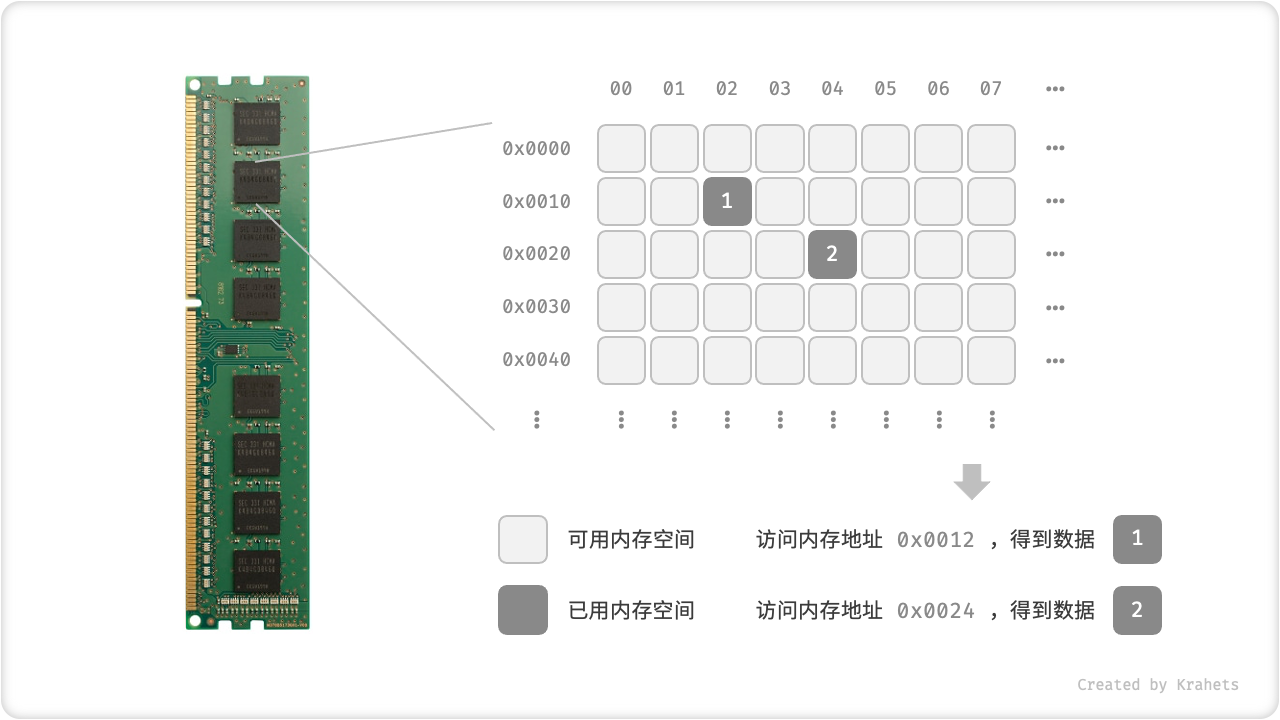 00 01 02 03 04 05 06 07 •••
0x0000 •••
0x0010 1 •••
0x0020 2 •••
0x0030 •••
0x0040 •••
可用内存空间 访问内存地址 0x0012 ，得到数据 1
已用内存空间 访问内存地址 0x0024 ，得到数据 2
Created by Krahets